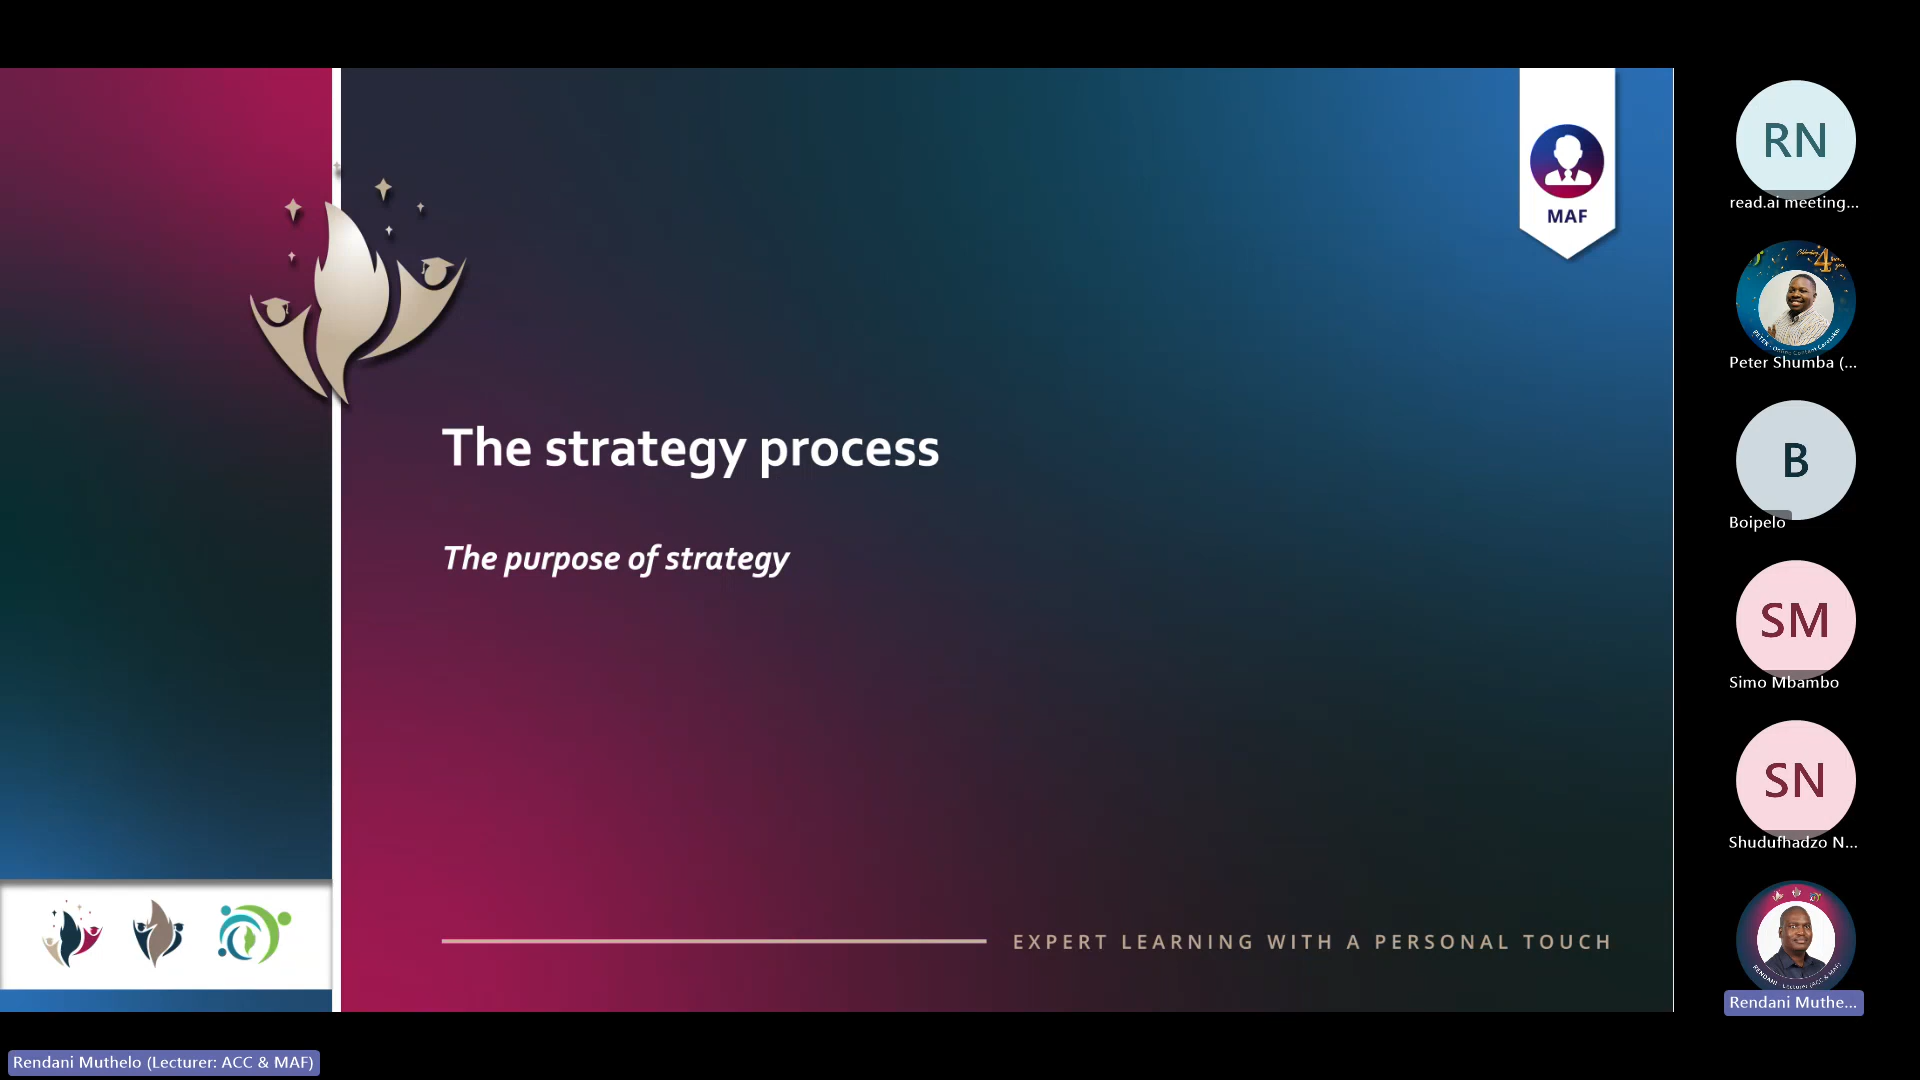 MAF
The strategy process
The purpose of strategy
EXPERT LEARNING WITH A PERSONAL TOUCH
RN
read.ai meeting...
Peter Shumba (...
B
Boipelo
SM
Simo Mbambo
SN
Shudufhadzo N...
Rendani Muthe...
Rendani Muthelo (Lecturer: ACC & MAF)